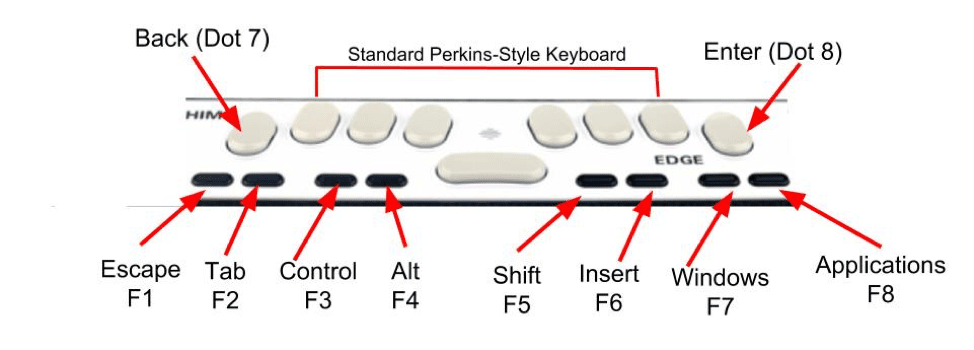 Back (Dot 7)
Standard Perkins-Style Keyboard
Enter (Dot 8)
HIM
EDGE
Escape
F1
Tab
F2
Control
F3
Alt
F4
Shift
F5
Insert
F6
Windows
F7
Applications
F8